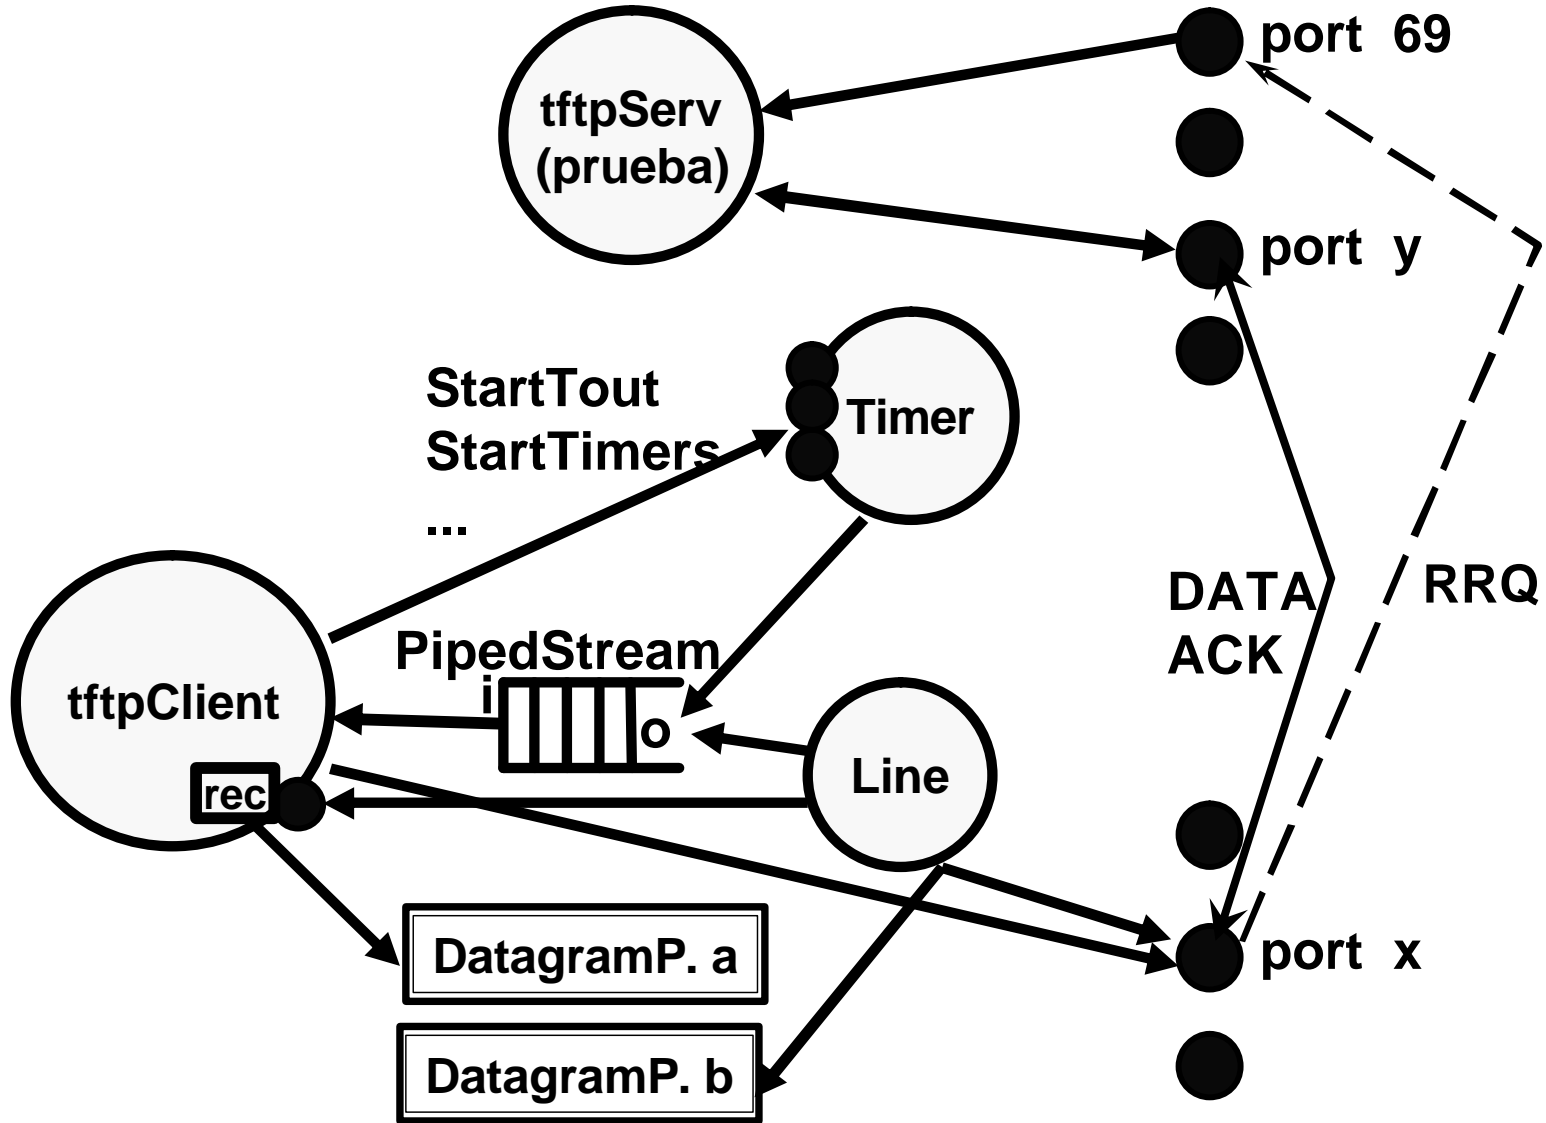 port 69
tftpServ
(prueba)
port y
StartTout
StartTimers
...
Timer
DATA
ACK
RRQ
PipedStream
i
o
tftpClient
rec
Line
DatagramP. a
port x
DatagramP. b